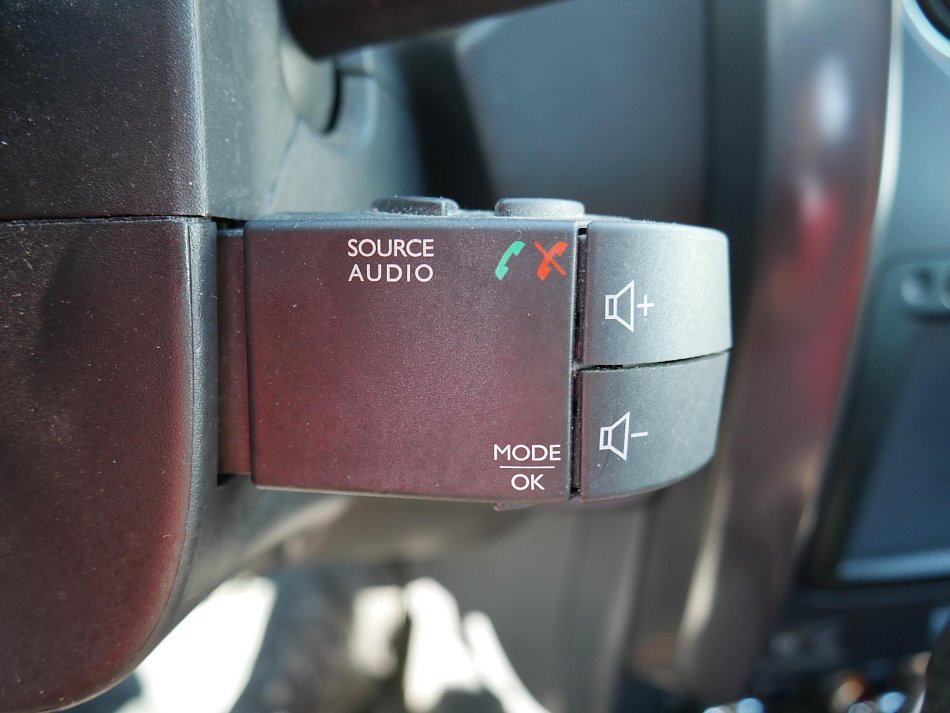 SOURCE
AUDIO
+
-
MODE
OK